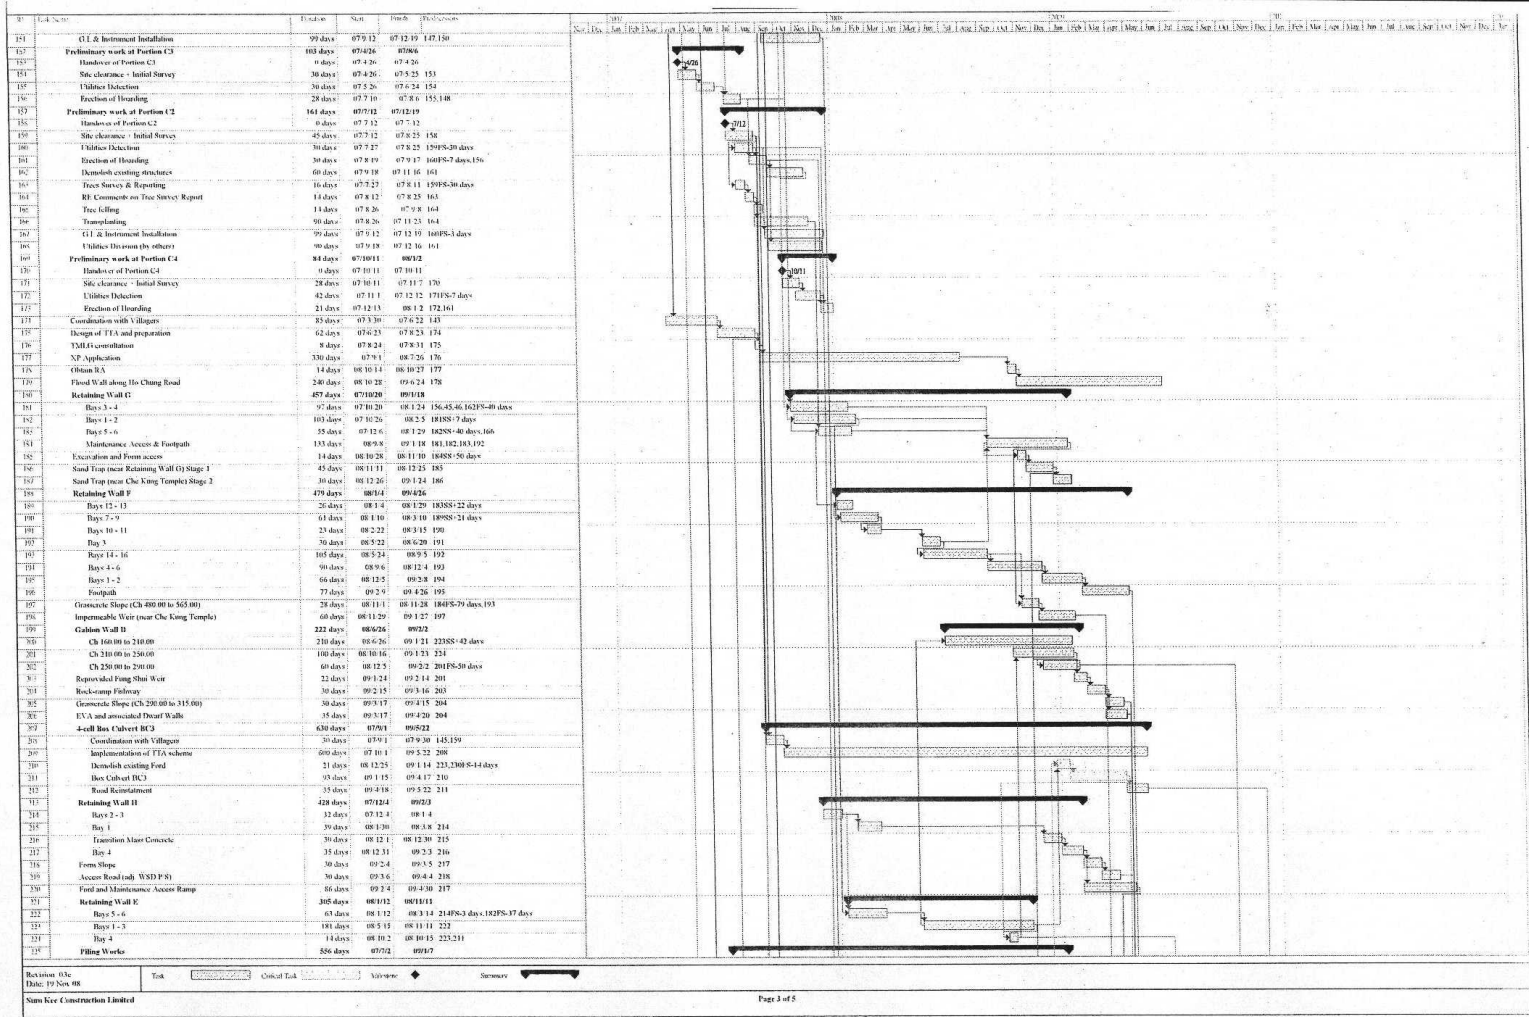 ID Task Name Duration Start Finish Predecessors
2007 2008 2009
151 G.I. & Instrument Installation 99 days 07 9 12 07 12 19 147,150
152 Preliminary work at Portion C3 103 days 07/4/26 07/8/6
153 Handover of Portion C3 0 days 07 4 26 07 4 26
154 Site clearance + Initial Survey 30 days 07 4 26 07 5 25 153
155 Utilities Detection 30 days 07 5 26 07 6 24 154
156 Erection of Hoarding 28 days 07 7 10 07 8 6 155,148
157 Preliminary work at Portion C2 161 days 07/7/12 07/12/19
158 Handover of Portion C2 0 days 07 7 12 07 7 12
7/12
159 Site clearance + Initial Survey 45 days 07 7 12 07 8 25 158
160 Utilities Detection 30 days 07 7 27 07 8 25 159FS-30 days
161 Erection of Hoarding 30 days 07 8 19 07 9 17 160FS-7 days,156
162 Demolish existing structures 60 days 07 9 18 07 11 16 161
163 Trees Survey & Reporting 16 days 07 7 27 07 8 11 159FS-30 days
164 RE Comments on Tree Survey Report 14 days 07 8 12 07 8 25 163
165 Tree felling 14 days 07 8 26 07 9 8 164
166 Transplanting 90 days 07 8 26 07 11 23 164
167 G.I. & Instrument Installation 99 days 07 9 12 07 12 19 160FS-3 days
168 Utilities Division (by others) 90 days 07 9 18 07 12 16 161
169 Preliminary work at Portion C4 84 days 07/10/11 08/1/2
170 Handover of Portion C4 0 days 07 10 11 07 10 11
10/11
171 Site clearance + Initial Survey 28 days 07 10 11 07 11 7 170
172 Utilities Detection 42 days 07 11 1 07 12 12 171FS-7 days
173 Erection of Hoarding 21 days 07 12 13 08 1 2 172,161
174 Coordination with Villagers 85 days 07 3 30 07 6 22 143
175 Design of TTA and preparation 62 days 07 6 23 07 8 23 174
176 TMLG consultation 8 days 07 8 24 07 8 31 175
177 XP Application 330 days 07 9 1 08 7 26 176
178 Obtain RA 14 days 08 10 14 08 10 27 177
179 Flood Wall along Ho Chung Road 240 days 08 10 28 09 6 24 178
180 Retaining Wall G 457 days 07/10/20 09/1/18
181 Bays 3 - 4 97 days 07 10 20 08 1 24 156,45,46,162FS-40 days
182 Bays 1 - 2 103 days 07 10 26 08 2 5 181SS+7 days
183 Bays 5 - 6 55 days 07 12 6 08 1 29 182SS+40 days,166
184 Maintenance Access & Footpath 133 days 08 9 8 09 1 18 181,182,183,192
185 Excavation and Form access 14 days 08 10 28 08 11 10 184SS+50 days
186 Sand Trap (near Retaining Wall G) Stage 1 45 days 08 11 11 08 12 25 185
187 Sand Trap (near Che Kung Temple) Stage 2 30 days 08 12 26 09 1 24 186
188 Retaining Wall F 479 days 08/1/4 09/4/26
189 Bays 12 - 13 26 days 08 1 4 08 1 29 183SS+22 days
190 Bays 7 - 9 61 days 08 1 10 08 3 10 189SS+21 days
191 Bays 10 - 11 23 days 08 2 22 08 3 15 190
192 Bay 3 30 days 08 5 22 08 6 20 191
193 Bays 14 - 16 105 days 08 5 24 08 9 5 192
194 Bays 4 - 6 90 days 08 9 6 08 12 4 193
195 Bays 1 - 2 66 days 08 12 5 09 2 8 194
196 Footpath 77 days 09 2 9 09 4 26 195
197 Grasscrete Slope (Ch 480.00 to 565.00) 28 days 08 11 1 08 11 28 184FS-79 days,193
198 Impermeable Weir (near Che Kung Temple) 60 days 08 11 29 09 1 27 197
199 Gabion Wall B 222 days 08/6/26 09/2/2
200 Ch 160.00 to 210.00 210 days 08 6 26 09 1 21 223SS+42 days
201 Ch 210.00 to 250.00 100 days 08 10 16 09 1 23 224
202 Ch 250.00 to 290.00 60 days 08 12 5 09 2 2 201FS-50 days
203 Reprovided Fung Shui Weir 22 days 09 1 24 09 2 14 201
204 Rock-ramp Fishway 30 days 09 2 15 09 3 16 203
205 Grasscrete Slope (Ch 290.00 to 315.00) 30 days 09 3 17 09 4 15 204
206 EVA and associated Dwarf Walls 35 days 09 3 17 09 4 20 204
207 4-cell Box Culvert BC3 630 days 07/9/1 09/5/22
208 Coordination with Villagers 30 days 07 9 1 07 9 30 145,159
209 Implementation of TTA scheme 600 days 07 10 1 09 5 22 208
210 Demolish existing Ford 21 days 08 12 25 09 1 14 223,230FS-14 days
211 Box Culvert BC3 93 days 09 1 15 09 4 17 210
212 Road Reinstatment 35 days 09 4 18 09 5 22 211
213 Retaining Wall H 428 days 07/12/4 09/2/3
214 Bays 2 - 3 32 days 07 12 4 08 1 4
215 Bay 1 39 days 08 1 30 08 3 8 214
216 Transition Mass Concrete 30 days 08 12 1 08 12 30 215
217 Bay 4 35 days 08 12 31 09 2 3 216
218 Form Slope 30 days 09 2 4 09 3 5 217
219 Access Road (adj. WSD P S) 30 days 09 3 6 09 4 4 218
220 Ford and Maintenance Access Ramp 86 days 09 2 4 09 4 30 217
221 Retaining Wall E 305 days 08/1/12 08/11/11
222 Bays 5 - 6 63 days 08 1 12 08 3 14 214FS-3 days,182FS-37 days
223 Bays 1 - 3 181 days 08 5 15 08 11 11 222
224 Bay 4 14 days 08 10 2 08 10 15 223,211
225 Piling Works 556 days 07/7/2 09/1/7
Revision 03c
Date: 19 Nov 08
Task Critical Task Milestone Summary
Sum Kee Construction Limited
Page 3 of 5